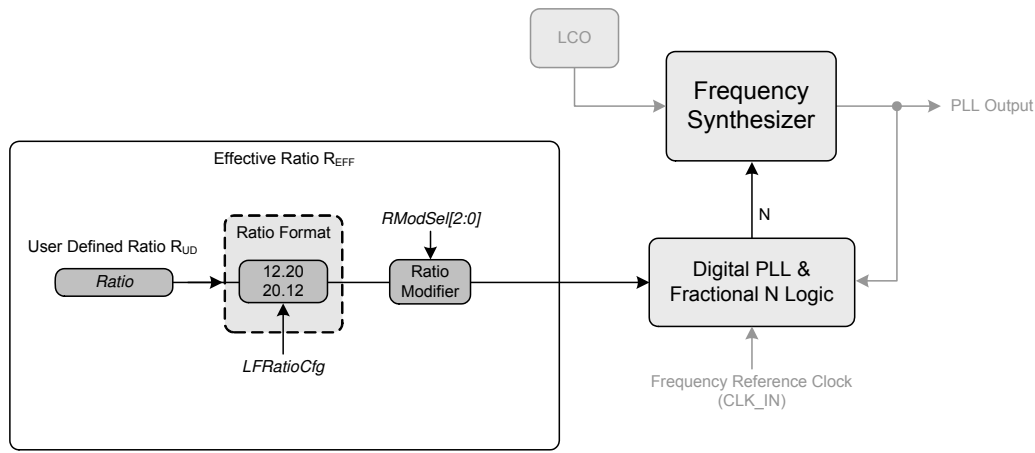 LCO
Frequency
Synthesizer
PLL Output
Effective Ratio REFF
N
RModSel[2:0]
Ratio Format
User Defined Ratio RUD
Ratio
12.20
20.12
Ratio
Modifier
Digital PLL &
Fractional N Logic
LFRatioCfg
Frequency Reference Clock
(CLK_IN)